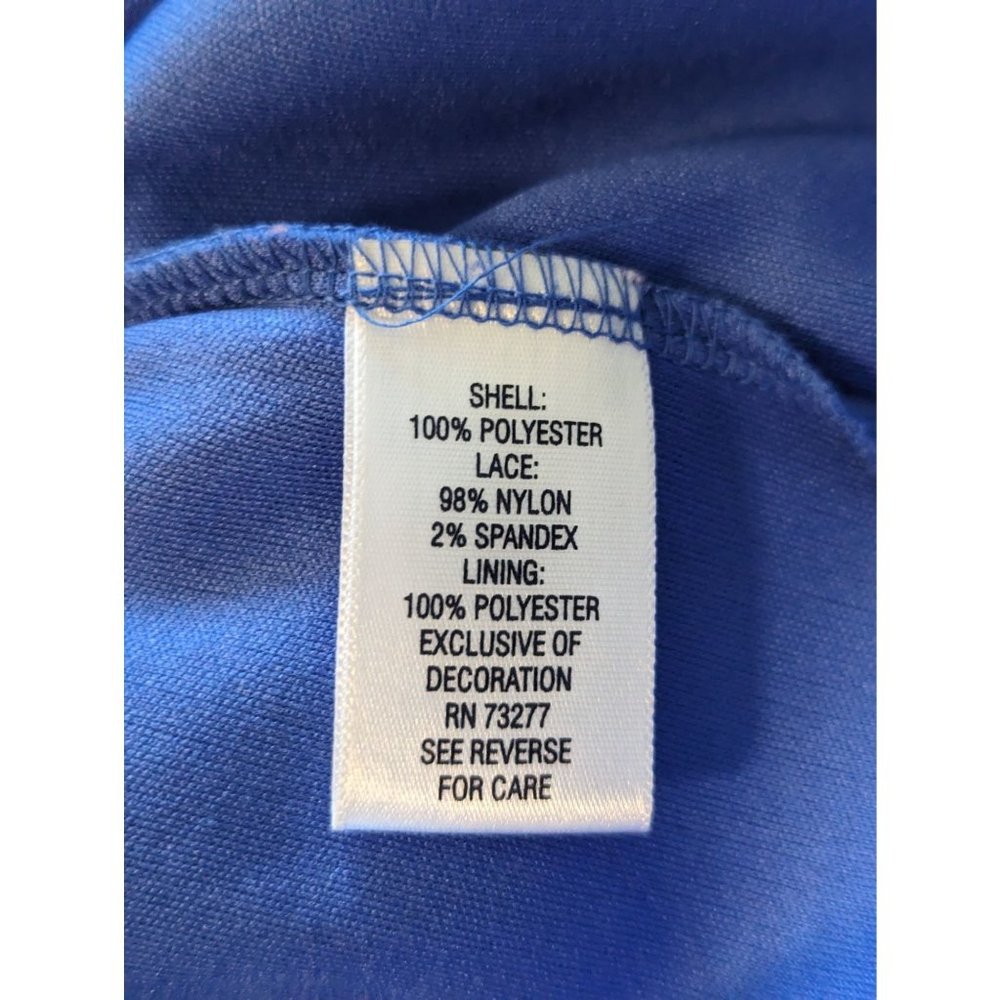 SHELL:
100% POLYESTER
LACE:
98% NYLON
2% SPANDEX
LINING:
100% POLYESTER
EXCLUSIVE OF
DECORATION
RN 73277
SEE REVERSE
FOR CARE